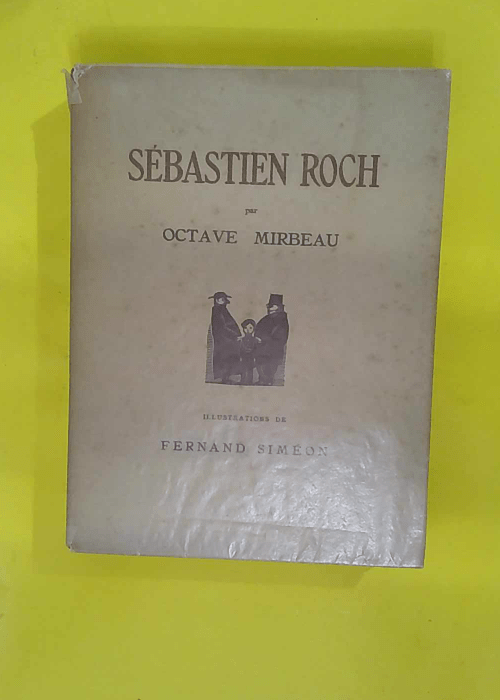 SÉBASTIEN ROCH
par
OCTAVE MIRBEAU
ILLUSTRATIONS DE
FERNAND SIMÉON